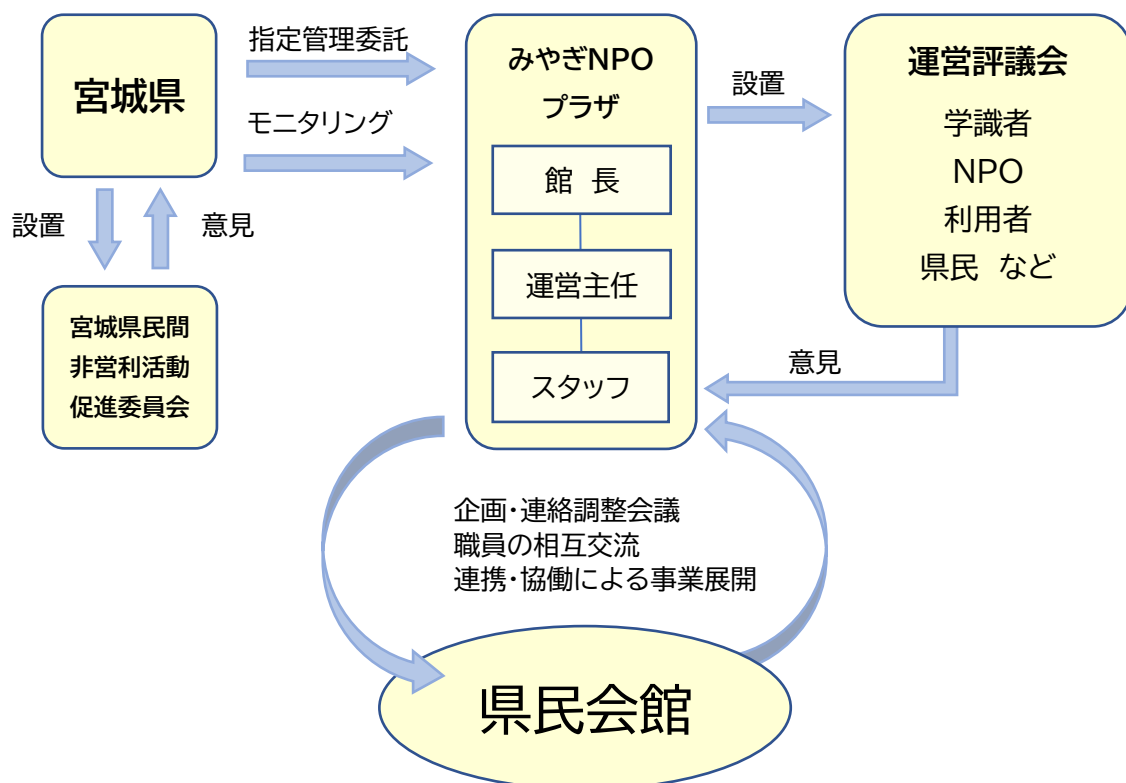 宮城県
指定管理委託
モニタリング
設置
意見
宮城県民間
非営利活動
促進委員会
みやぎNPO
プラザ
館 長
運営主任
スタッフ
設置
運営評議会
学識者
NPO
利用者
県民 など
意見
企画・連絡調整会議
職員の相互交流
連携・協働による事業展開
県民会館